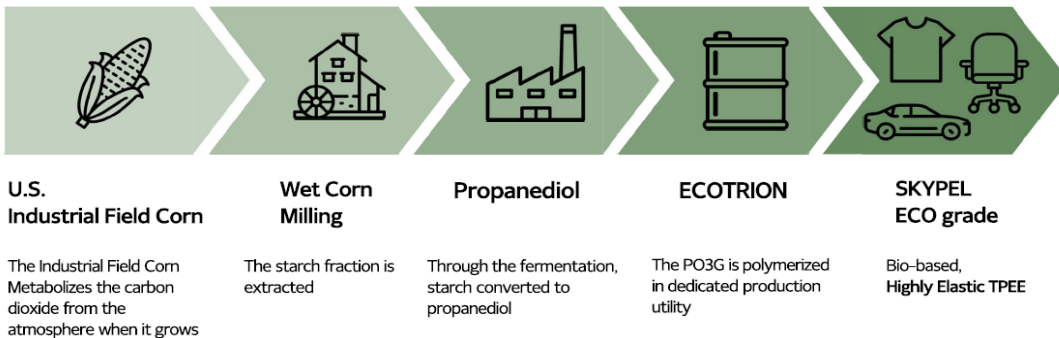 U.S.
Industrial Field Corn
The Industrial Field Corn
Metabolizes the carbon
dioxide from the
atmosphere when it grows
Wet Corn
Milling
The starch fraction is
extracted
Propanediol
Through the fermentation,
starch converted to
propanediol
ECOTRION
The PO3G is polymerized
in dedicated production
utility
SKYPEL
ECO grade
Bio-based,
Highly Elastic TPEE